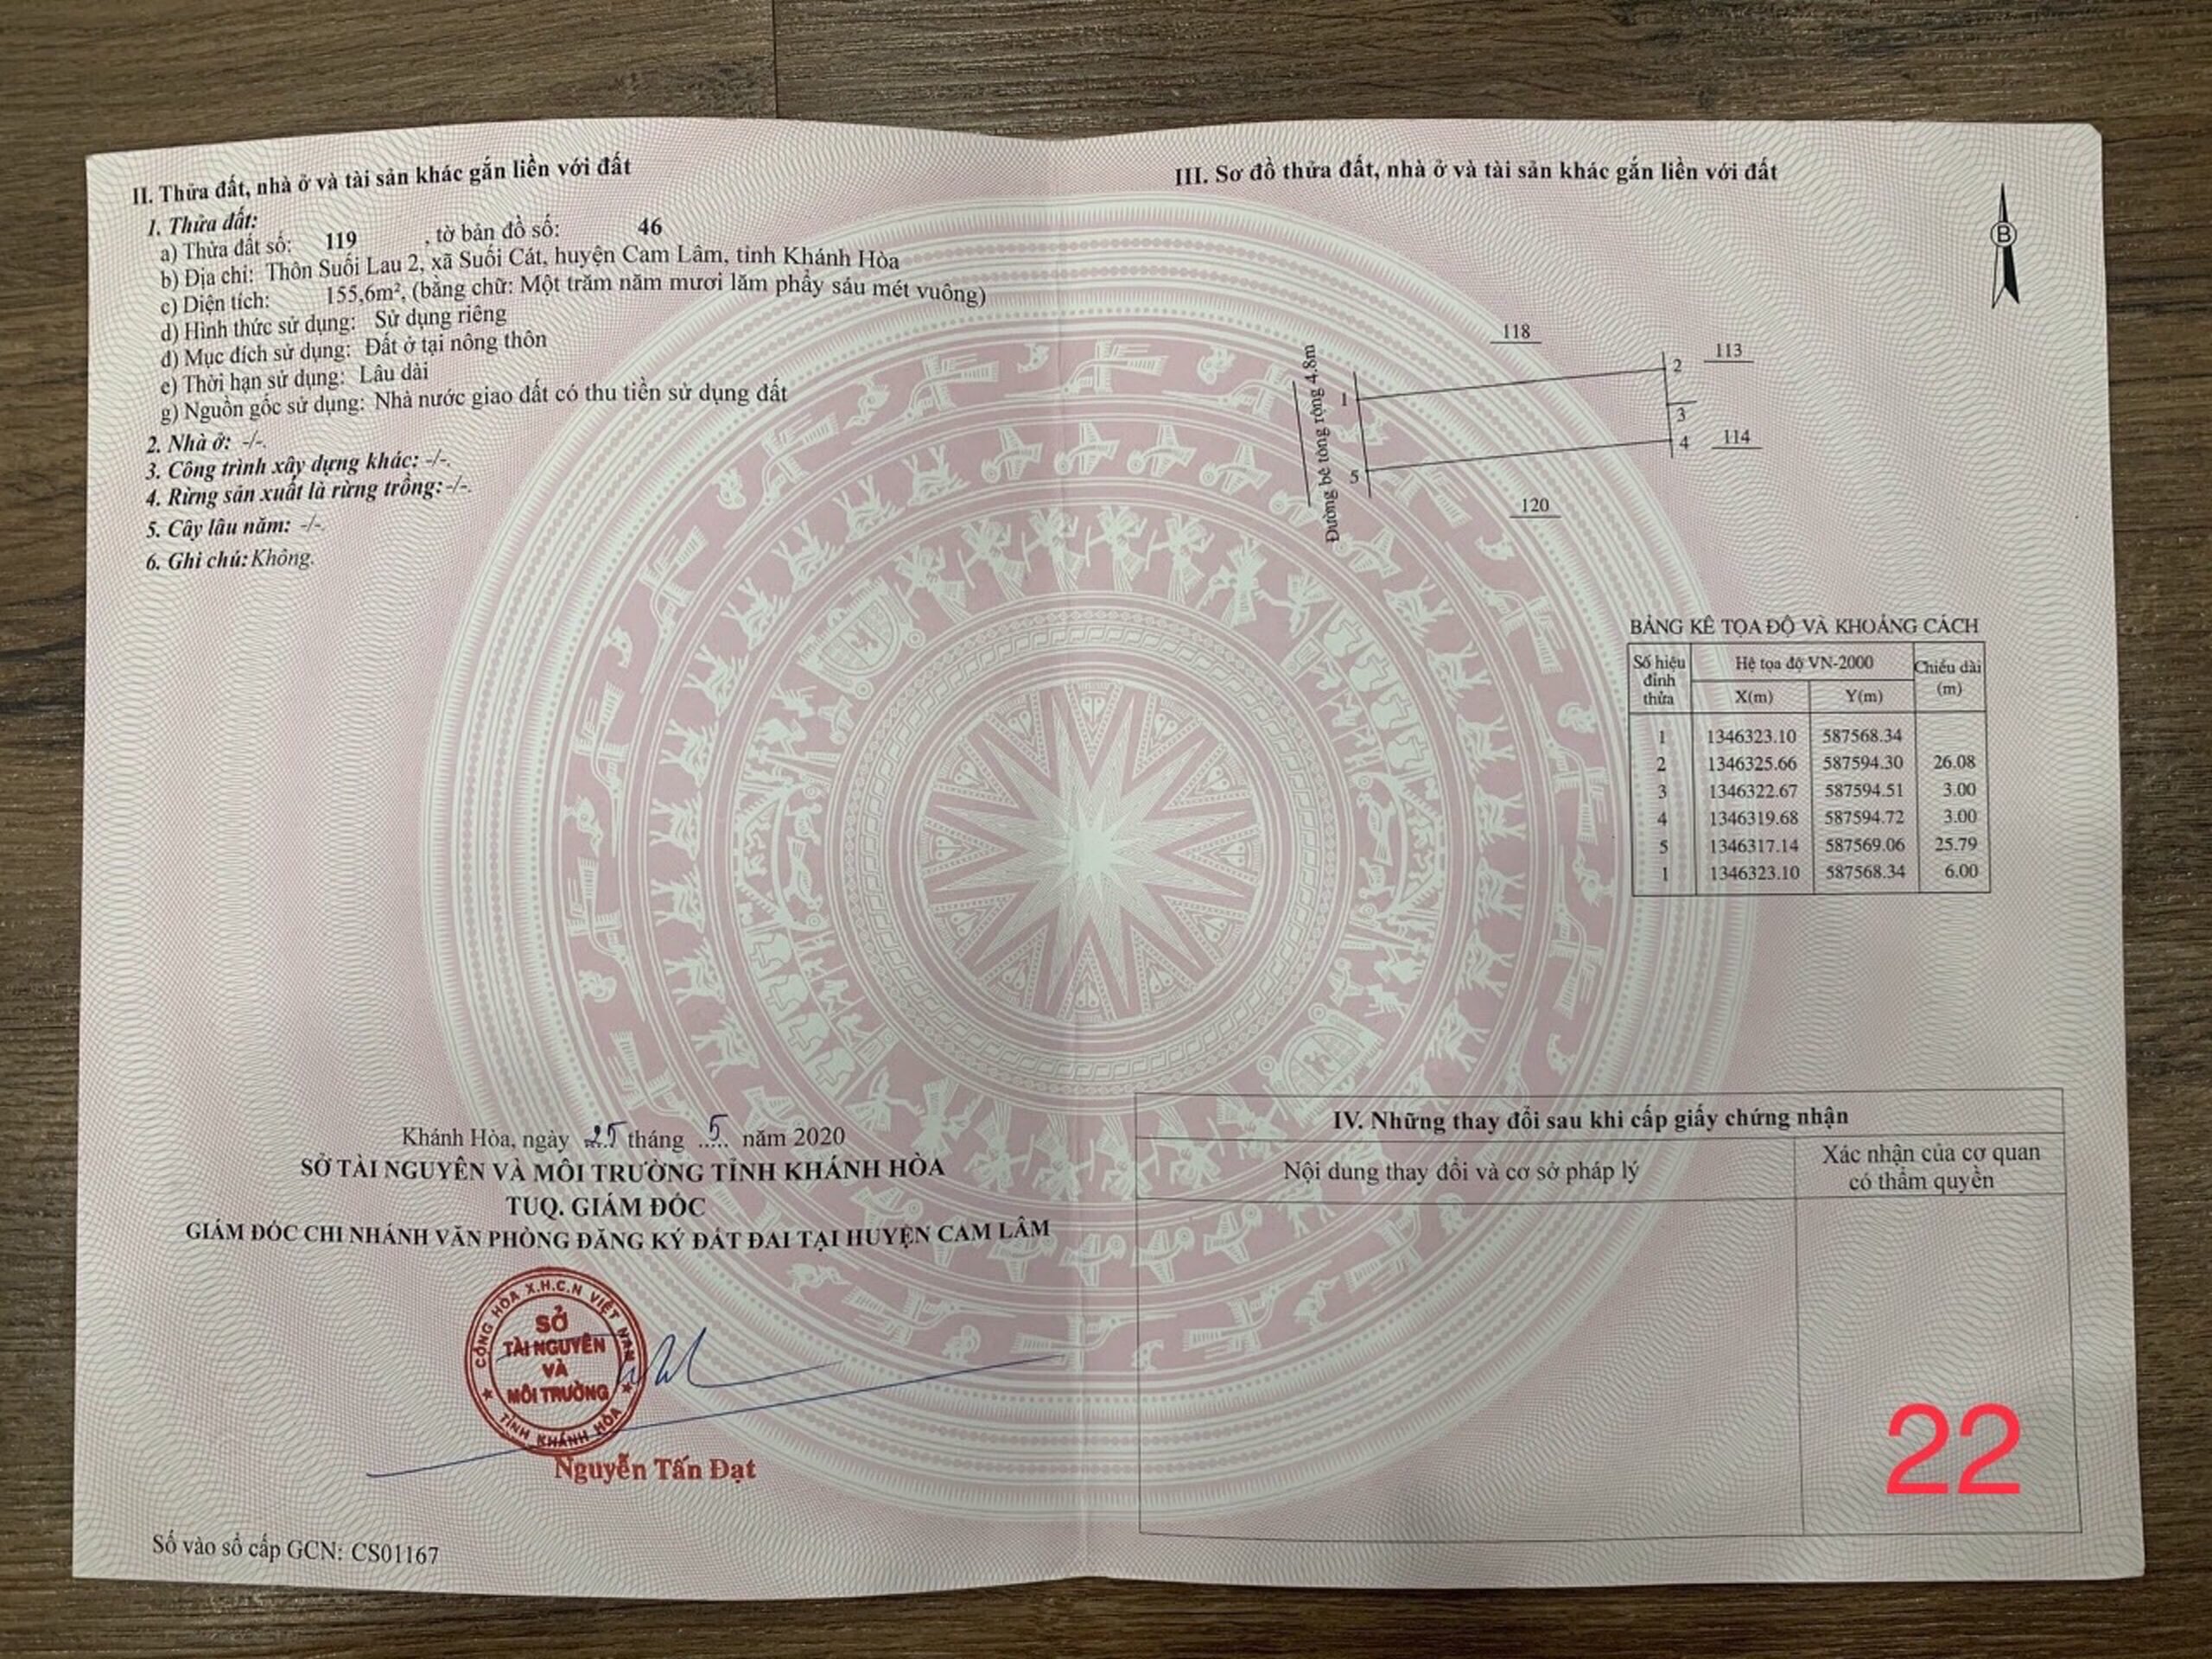 II. Thửa đất, nhà ở và tài sản khác gắn liền với đất
1. Thửa đất:
a) Thửa đất số: 119 , tờ bản đồ số: 46
b) Địa chỉ: Thôn Suối Lau 2, xã Suối Cát, huyện Cam Lâm, tỉnh Khánh Hòa
c) Diện tích: 155,6m², (bằng chữ: Một trăm năm mươi lăm phẩy sáu mét vuông)
d) Hình thức sử dụng: Sử dụng riêng
đ) Mục đích sử dụng: Đất ở tại nông thôn
e) Thời hạn sử dụng: Lâu dài
g) Nguồn gốc sử dụng: Nhà nước giao đất có thu tiền sử dụng đất
2. Nhà ở: -/-.
3. Công trình xây dựng khác: -/-.
4. Rừng sản xuất là rừng trồng: -/-.
5. Cây lâu năm: -/-.
6. Ghi chú: Không.
Khánh Hòa, ngày 25 tháng 5 năm 2020
SỞ TÀI NGUYÊN VÀ MÔI TRƯỜNG TỈNH KHÁNH HÒA
TUQ. GIÁM ĐỐC
GIÁM ĐỐC CHI NHÁNH VĂN PHÒNG ĐĂNG KÝ ĐẤT ĐAI TẠI HUYỆN CAM LÂM
CỘNG HÒA X.H.C.N VIỆT NAM
SỞ
TÀI NGUYÊN
VÀ
MÔI TRƯỜNG
TỈNH KHÁNH HÒA
Nguyễn Tấn Đạt
Số vào sổ cấp GCN: CS01167
III. Sơ đồ thửa đất, nhà ở và tài sản khác gắn liền với đất
B
118
113
2
1
3
4
114
5
120
Đường bê tông rộng 4.8m
BẢNG KÊ TỌA ĐỘ VÀ KHOẢNG CÁCH
Số hiệu đỉnh thửa Hệ tọa độ VN-2000 Chiều dài (m)
X(m) Y(m)
1 1346323.10 587568.34
2 1346325.66 587594.30 26.08
3 1346322.67 587594.51 3.00
4 1346319.68 587594.72 3.00
5 1346317.14 587569.06 25.79
1 1346323.10 587568.34 6.00
IV. Những thay đổi sau khi cấp giấy chứng nhận
Nội dung thay đổi và cơ sở pháp lý
Xác nhận của cơ quan
có thẩm quyền
22